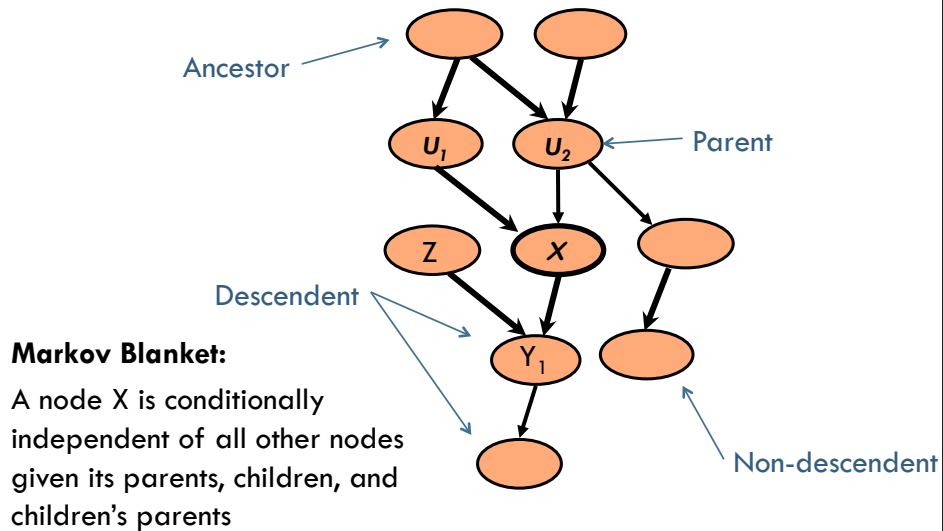 Ancestor
U1
U2
Parent
Z
X
Descendent
Y1
Markov Blanket:
A node X is conditionally
independent of all other nodes
given its parents, children, and
children's parents
Non-descendent